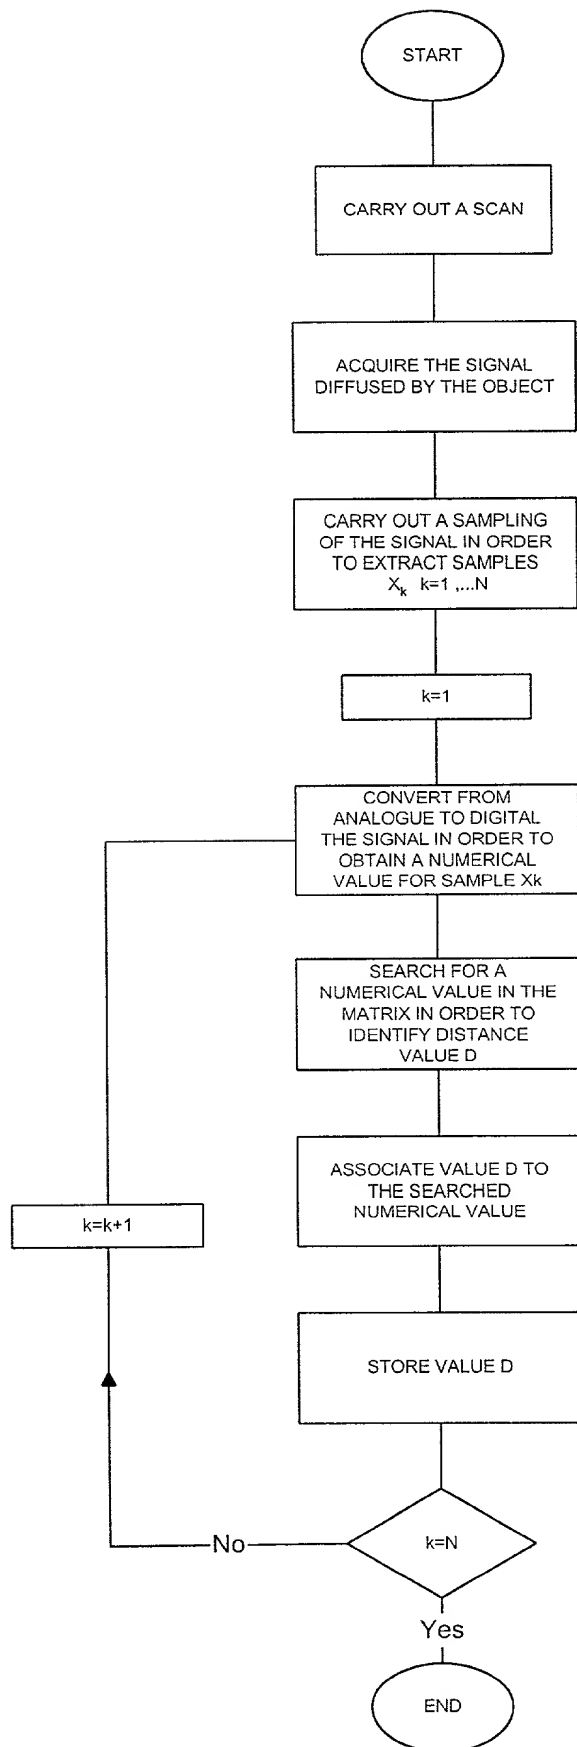 START
CARRY OUT A SCAN
ACQUIRE THE SIGNAL
DIFFUSED BY THE OBJECT
CARRY OUT A SAMPLING
OF THE SIGNAL IN ORDER
TO EXTRACT SAMPLES
Xk k=1 ,...N
k=1
CONVERT FROM
ANALOGUE TO DIGITAL
THE SIGNAL IN ORDER TO
OBTAIN A NUMERICAL
VALUE FOR SAMPLE Xk
SEARCH FOR A
NUMERICAL VALUE IN THE
MATRIX IN ORDER TO
IDENTIFY DISTANCE
VALUE D
ASSOCIATE VALUE D TO
THE SEARCHED
NUMERICAL VALUE
k=k+1
STORE VALUE D
k=N
No
Yes
END